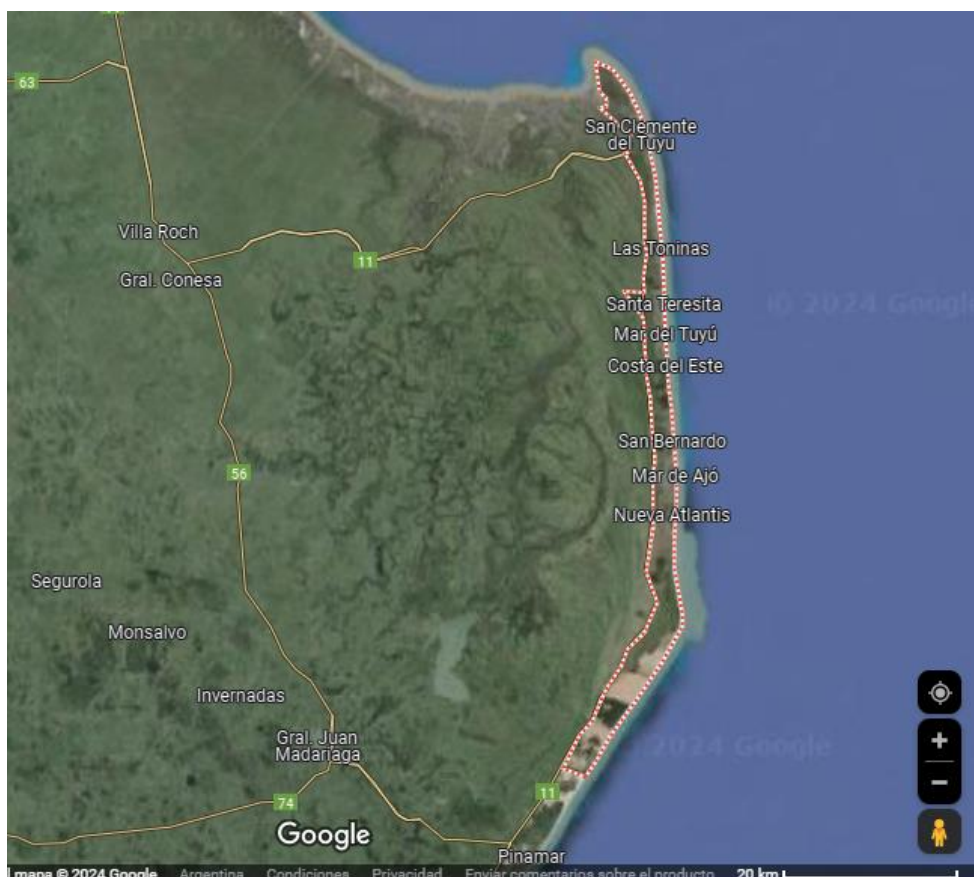 © 2024 Google
63
San Clemente
del Tuyú
Villa Roch
Las Toninas
11
Gral. Conesa
Santa Teresita
© 2024 Google
Mar del Tuyú
Costa del Este
San Bernardo
56
Mar de Ajó
Nueva Atlantis
Segurola
Monsalvo
Invernadas
Gral. Juan
Madariaga
2024 Google
11
74
Google
Pinamar
mapa © 2024 Google Argentina Condiciones Privacidad Enviar comentarios sobre el producto 20 km